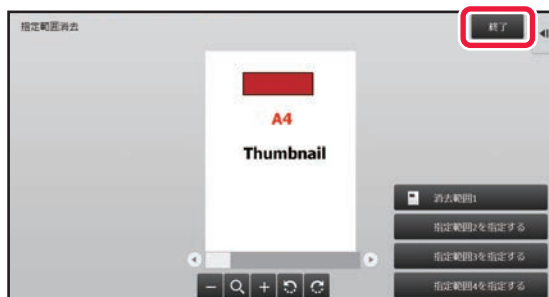 指定範囲消去
終了
A4
Thumbnail
消去範囲1
指定範囲2を指定する
指定範囲3を指定する
指定範囲4を指定する